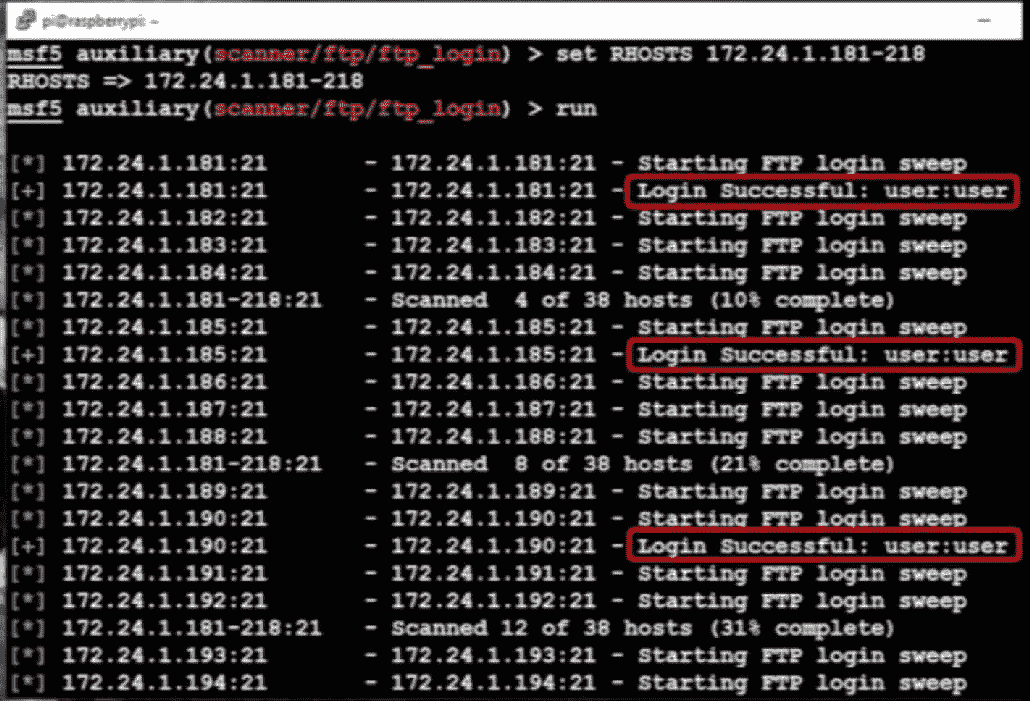 pi@raspberrypi: ~
msf5 auxiliary(scanner/ftp/ftp_login) > set RHOSTS 172.24.1.181-218
RHOSTS => 172.24.1.181-218
msf5 auxiliary(scanner/ftp/ftp_login) > run
[*] 172.24.1.181:21 - 172.24.1.181:21 - Starting FTP login sweep
[+] 172.24.1.181:21 - 172.24.1.181:21 - Login Successful: user:user
[*] 172.24.1.182:21 - 172.24.1.182:21 - Starting FTP login sweep
[*] 172.24.1.183:21 - 172.24.1.183:21 - Starting FTP login sweep
[*] 172.24.1.184:21 - 172.24.1.184:21 - Starting FTP login sweep
[*] 172.24.1.181-218:21 - Scanned 4 of 38 hosts (10% complete)
[*] 172.24.1.185:21 - 172.24.1.185:21 - Starting FTP login sweep
[+] 172.24.1.185:21 - 172.24.1.185:21 - Login Successful: user:user
[*] 172.24.1.186:21 - 172.24.1.186:21 - Starting FTP login sweep
[*] 172.24.1.187:21 - 172.24.1.187:21 - Starting FTP login sweep
[*] 172.24.1.188:21 - 172.24.1.188:21 - Starting FTP login sweep
[*] 172.24.1.181-218:21 - Scanned 8 of 38 hosts (21% complete)
[*] 172.24.1.189:21 - 172.24.1.189:21 - Starting FTP login sweep
[*] 172.24.1.190:21 - 172.24.1.190:21 - Starting FTP login sweep
[+] 172.24.1.190:21 - 172.24.1.190:21 - Login Successful: user:user
[*] 172.24.1.191:21 - 172.24.1.191:21 - Starting FTP login sweep
[*] 172.24.1.192:21 - 172.24.1.192:21 - Starting FTP login sweep
[*] 172.24.1.181-218:21 - Scanned 12 of 38 hosts (31% complete)
[*] 172.24.1.193:21 - 172.24.1.193:21 - Starting FTP login sweep
[*] 172.24.1.194:21 - 172.24.1.194:21 - Starting FTP login sweep